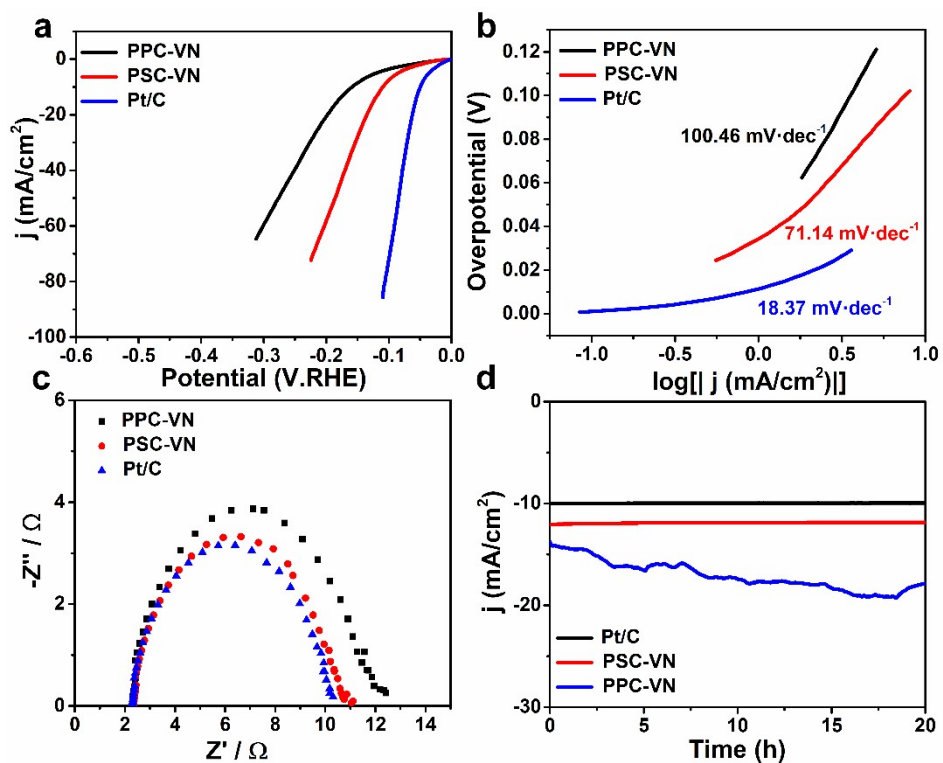 a
PPC-VN
PSC-VN
Pt/C
j (mA/cm²)
0
-20
-40
-60
-80
-100
-0.6 -0.5 -0.4 -0.3 -0.2 -0.1 0.0
Potential (V.RHE)
b
PPC-VN
PSC-VN
Pt/C
Overpotential (V)
0.12
0.10
0.08
0.06
0.04
0.02
0.00
100.46 mV·dec⁻¹
71.14 mV·dec⁻¹
18.37 mV·dec⁻¹
-1.0 -0.5 0.0 0.5 1.0
log[| j (mA/cm²)|]
c
PPC-VN
PSC-VN
Pt/C
-Z'' / Ω
6
4
2
0
0 2 4 6 8 10 12 14
Z' / Ω
d
j (mA/cm²)
0
-10
-20
-30
Pt/C
PSC-VN
PPC-VN
0 5 10 15 20
Time (h)